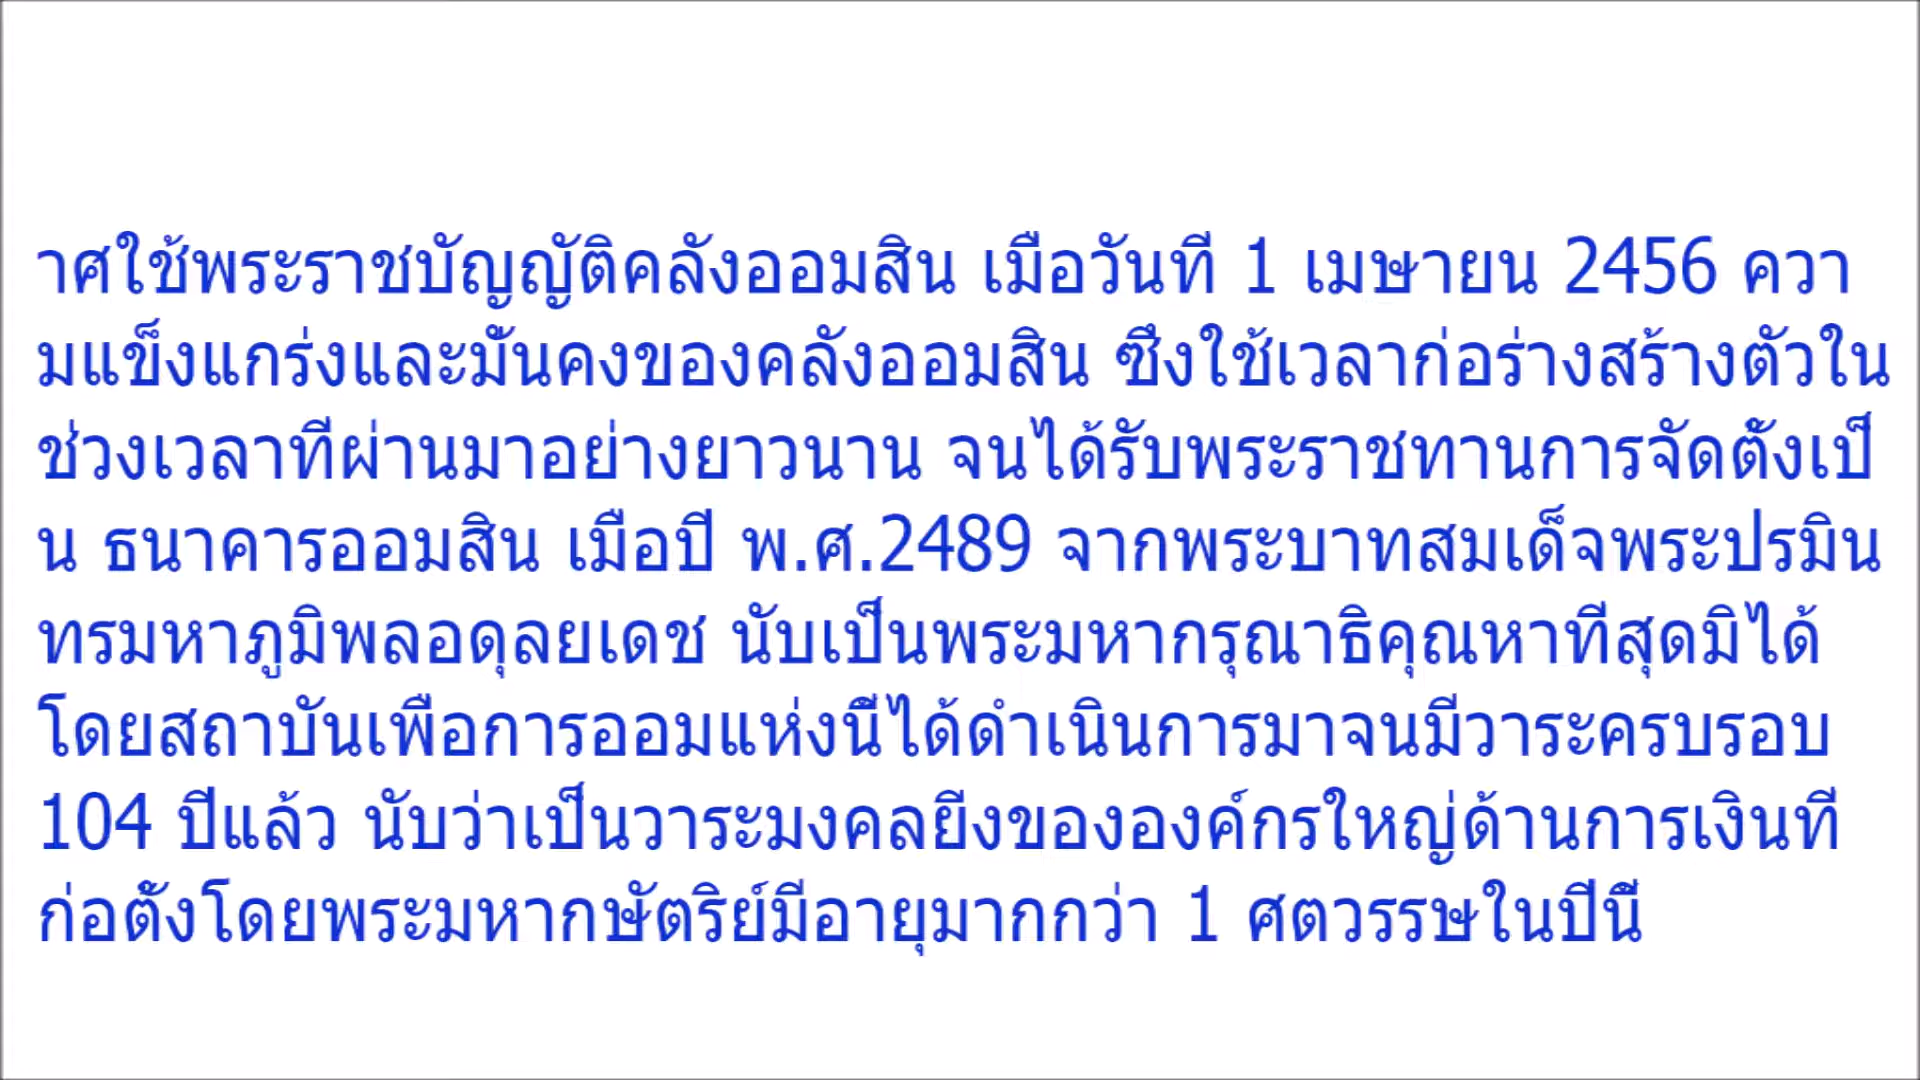 าศใช้พระราชบัญญัติคลังออมสิน เมื่อวันที่ 1 เมษายน 2456 ควา
มแข็งแกร่งและมั่นคงของคลังออมสิน ซึ่งใช้เวลาก่อร่างสร้างตัวใน
ช่วงเวลาที่ผ่านมาอย่างยาวนาน จนได้รับพระราชทานการจัดตั้งเป็
น ธนาคารออมสิน เมื่อปี พ.ศ.2489 จากพระบาทสมเด็จพระปรมิน
ทรมหาภูมิพลอดุลยเดช นับเป็นพระมหากรุณาธิคุณหาที่สุดมิได้
โดยสถาบันเพื่อการออมแห่งนี้ได้ดำเนินการมาจนมีวาระครบรอบ
104 ปีแล้ว นับว่าเป็นวาระมงคลยิ่งขององค์กรใหญ่ด้านการเงินที่
ก่อตั้งโดยพระมหากษัตริย์มีอายุมากกว่า 1 ศตวรรษในปีนี้